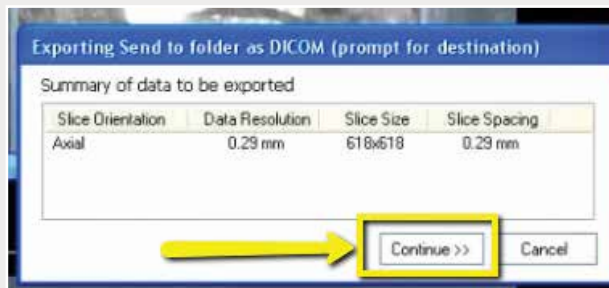 Exporting Send to folder as DICOM (prompt for destination)
Summary of data to be exported
Slice Orientation Data Resolution Slice Size Slice Spacing
Axial 0.29 mm 618x618 0.29 mm
Continue >> Cancel